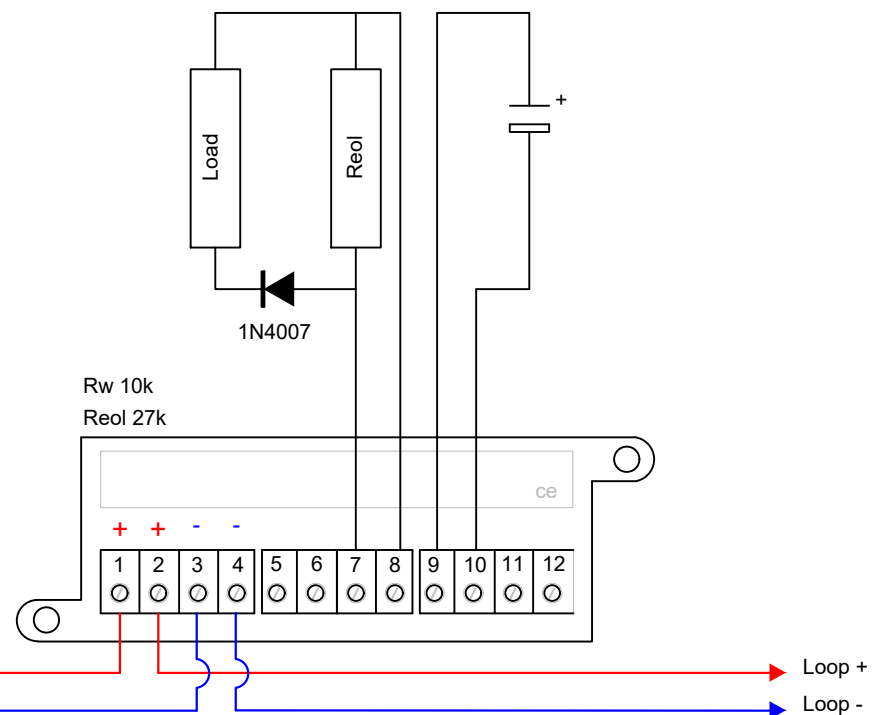 +
Load
Reol
1N4007
Rw 10k
Reol 27k
ce
+ + - -
1 2 3 4 5 6 7 8 9 10 11 12
Loop +
Loop -